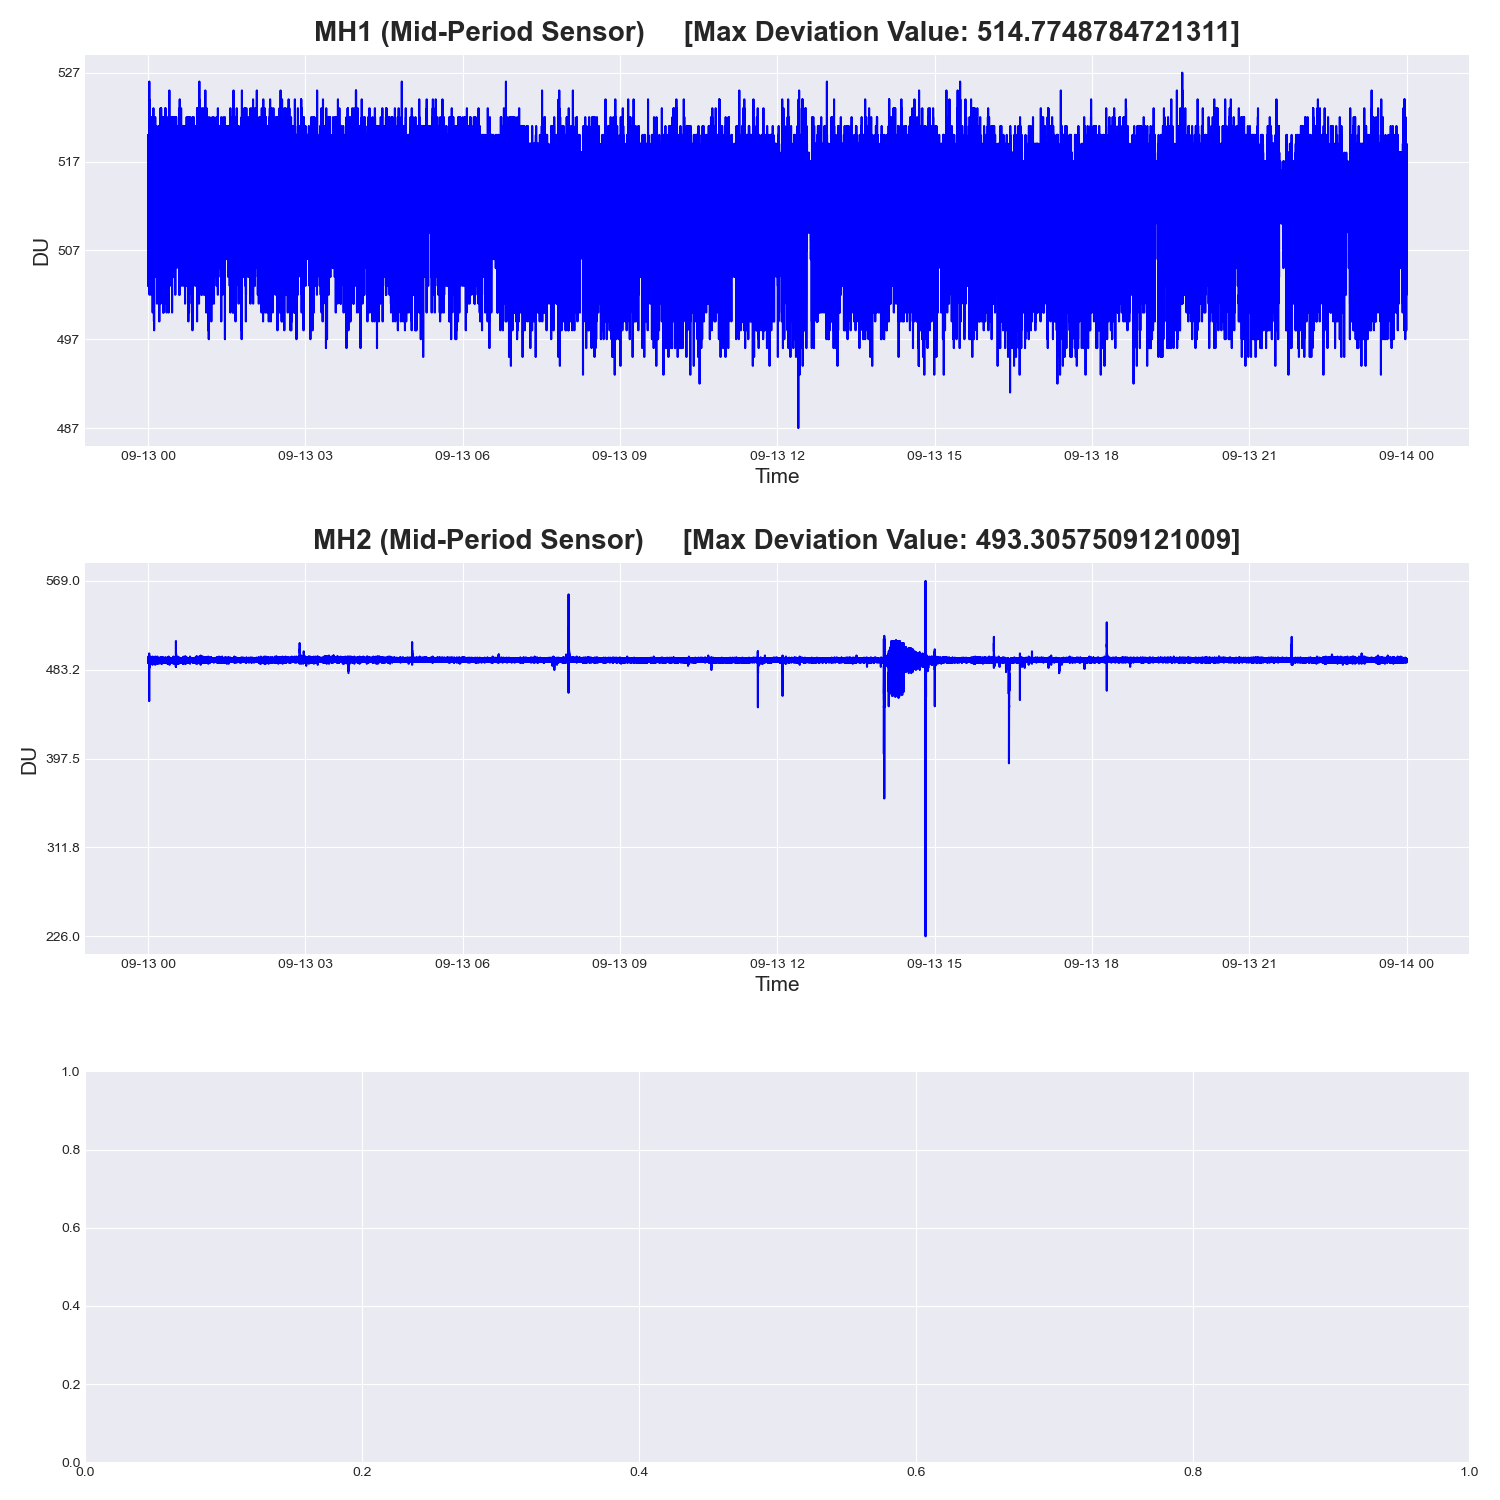 MH1 (Mid-Period Sensor) [Max Deviation Value: 514.7748784721311]
527
517
507
497
487
DU
09-13 00 09-13 03 09-13 06 09-13 09 09-13 12 09-13 15 09-13 18 09-13 21 09-14 00
Time
MH2 (Mid-Period Sensor) [Max Deviation Value: 493.3057509121009]
569.0
483.2
397.5
311.8
226.0
DU
09-13 00 09-13 03 09-13 06 09-13 09 09-13 12 09-13 15 09-13 18 09-13 21 09-14 00
Time
1.0
0.8
0.6
0.4
0.2
0.0
0.0 0.2 0.4 0.6 0.8 1.0